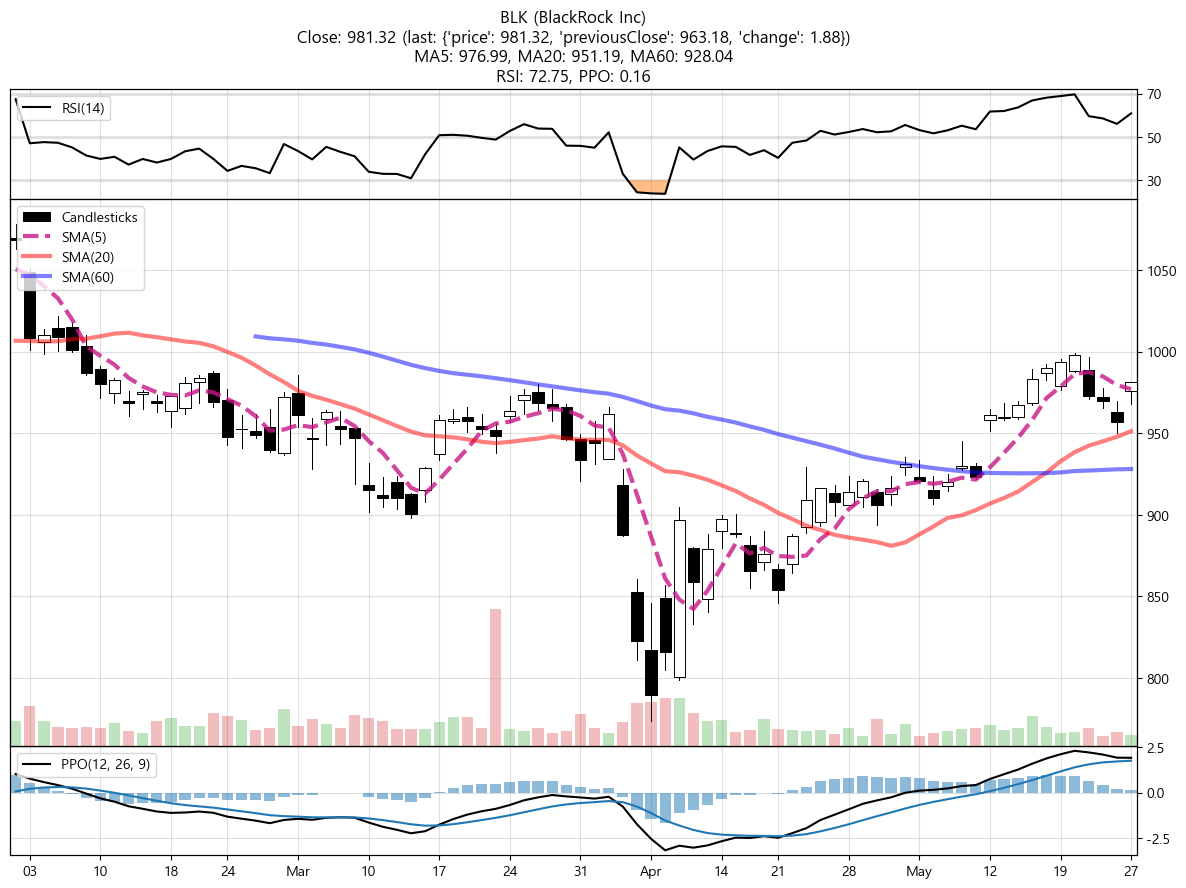 BLK (BlackRock Inc)
Close: 981.32 (last: {'price': 981.32, 'previousClose': 963.18, 'change': 1.88})
MA5: 976.99, MA20: 951.19, MA60: 928.04
RSI: 72.75, PPO: 0.16
RSI(14)
70
50
30
Candlesticks
SMA(5)
SMA(20)
SMA(60)
1050
1000
950
900
850
800
PPO(12, 26, 9)
2.5
0.0
-2.5
03 10 18 24 Mar 10 17 24 31 Apr 14 21 28 May 12 19 27